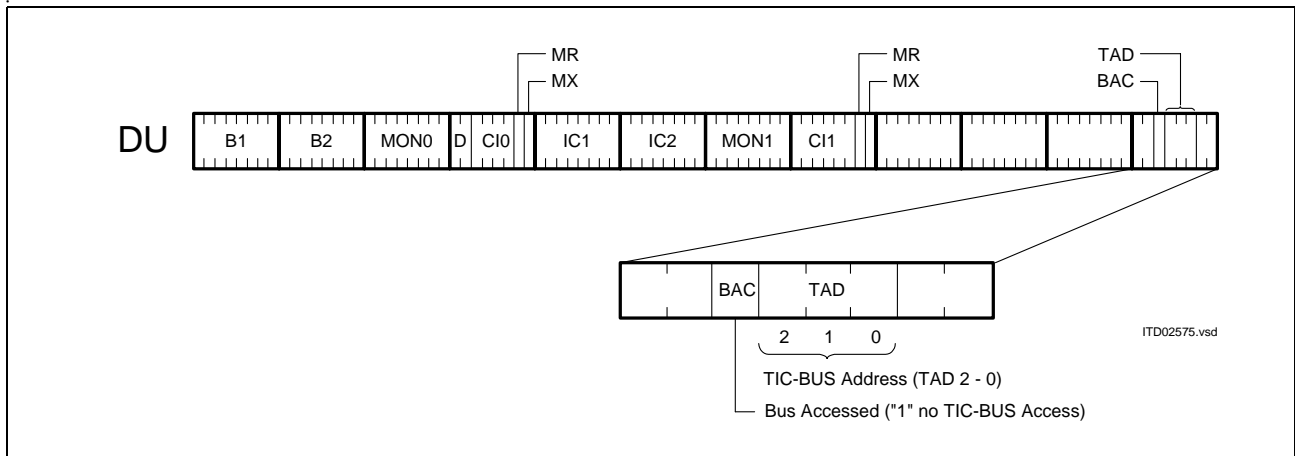 MR MR TAD
MX MX BAC
DU B1 B2 MON0 D CI0 IC1 IC2 MON1 CI1
BAC TAD
2 1 0
ITD02575.vsd
TIC-BUS Address (TAD 2 - 0)
Bus Accessed ("1" no TIC-BUS Access)